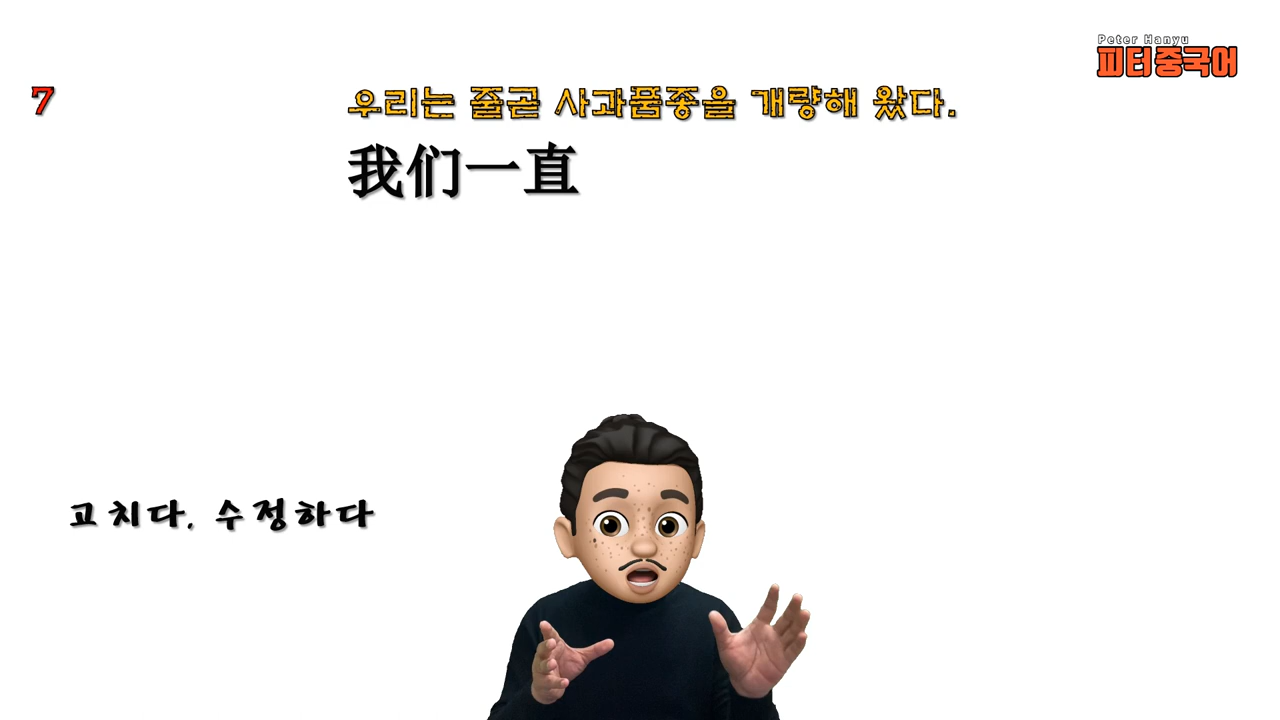 Peter Hanyu
피터중국어
7
우리는 줄곧 사과품종을 개량해 왔다.
我们一直
고치다, 수정하다